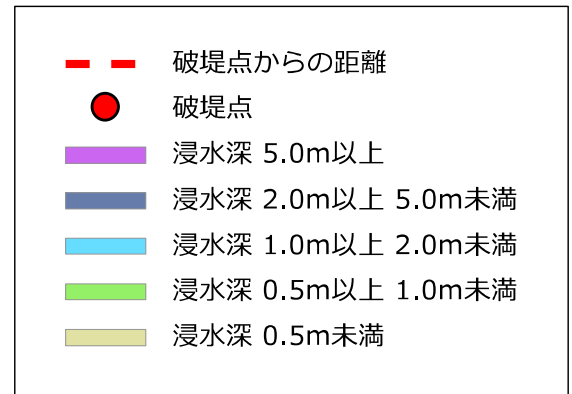 破堤点からの距離
破堤点
浸水深 5.0m以上
浸水深 2.0m以上 5.0m未満
浸水深 1.0m以上 2.0m未満
浸水深 0.5m以上 1.0m未満
浸水深 0.5m未満